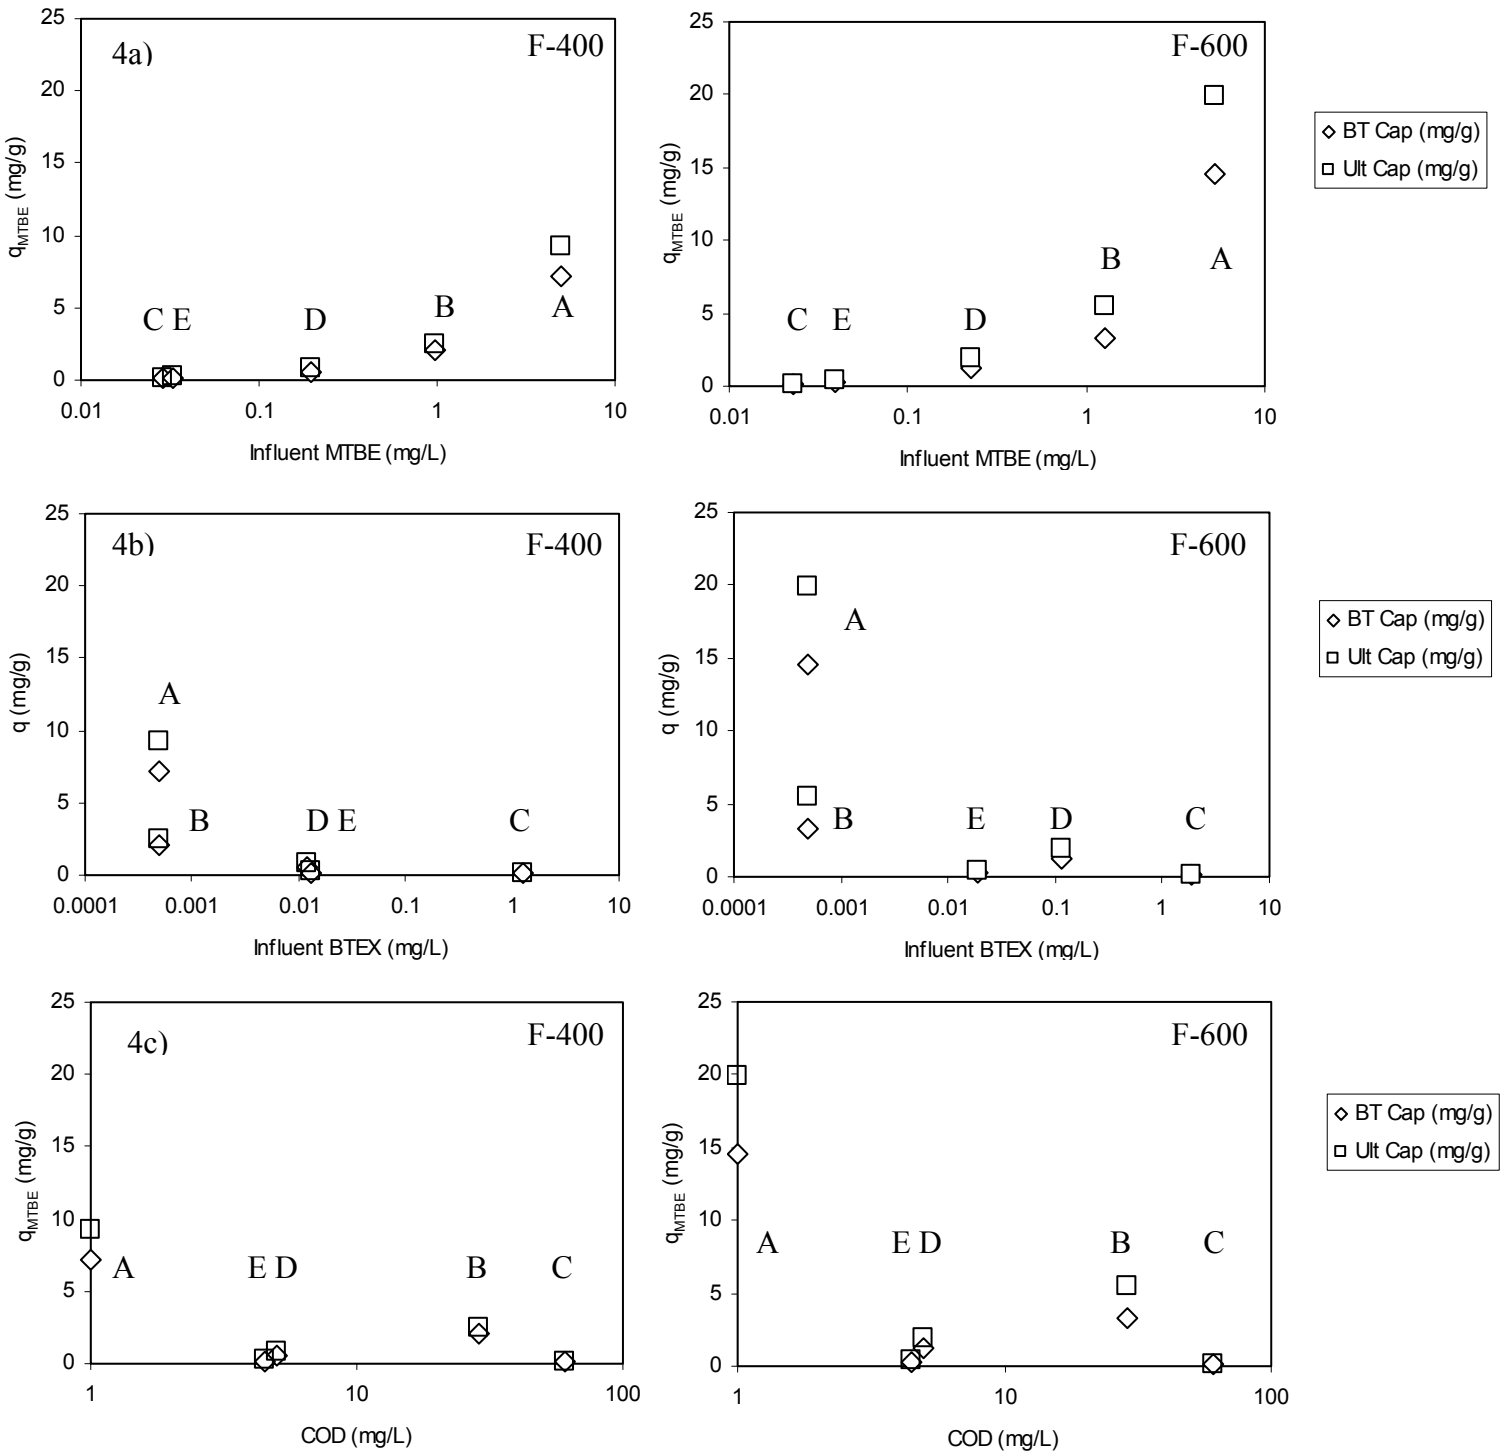 4a)
F-400
25
20
15
10
5
0
q_MTBE (mg/g)
C E
D
B
A
0.01
0.1
1
10
Influent MTBE (mg/L)
F-600
25
20
15
10
5
0
q_MTBE (mg/g)
C
E
D
B
A
0.01
0.1
1
10
Influent MTBE (mg/L)
BT Cap (mg/g)
Ult Cap (mg/g)
4b)
F-400
25
20
15
10
5
0
q (mg/g)
A
B
D E
C
0.0001
0.001
0.01
0.1
1
10
Influent BTEX (mg/L)
F-600
25
20
15
10
5
0
q (mg/g)
A
B
E
D
C
0.0001
0.001
0.01
0.1
1
10
Influent BTEX (mg/L)
BT Cap (mg/g)
Ult Cap (mg/g)
4c)
F-400
25
20
15
10
5
0
q_MTBE (mg/g)
A
E D
B
C
1
10
100
COD (mg/L)
F-600
25
20
15
10
5
0
q_MTBE (mg/g)
A
E D
B
C
1
10
100
COD (mg/L)
BT Cap (mg/g)
Ult Cap (mg/g)